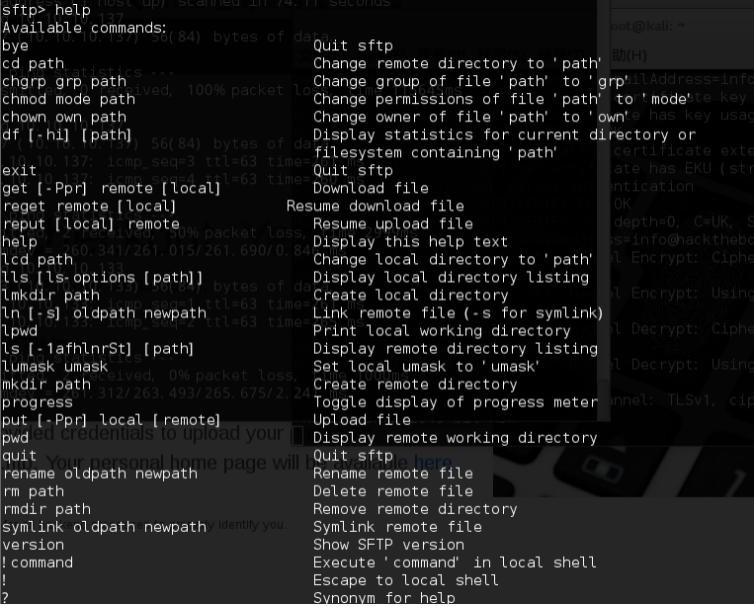 sftp> help
Available commands:
bye Quit sftp
cd path Change remote directory to 'path'
chgrp grp path Change group of file 'path' to 'grp'
chmod mode path Change permissions of file 'path' to 'mode'
chown own path Change owner of file 'path' to 'own'
df [-hi] [path] Display statistics for current directory or
filesystem containing 'path'
exit Quit sftp
get [-Ppr] remote [local] Download file
reget remote [local] Resume download file
reput [local] remote Resume upload file
help Display this help text
lcd path Change local directory to 'path'
lls [ls-options [path]] Display local directory listing
lmkdir path Create local directory
ln [-s] oldpath newpath Link remote file (-s for symlink)
lpwd Print local working directory
ls [-1afhlnrSt] [path] Display remote directory listing
lumask umask Set local umask to 'umask'
mkdir path Create remote directory
progress Toggle display of progress meter
put [-Ppr] local [remote] Upload file
pwd Display remote working directory
quit Quit sftp
rename oldpath newpath Rename remote file
rm path Delete remote file
rmdir path Remove remote directory
symlink oldpath newpath Symlink remote file
version Show SFTP version
!command Execute 'command' in local shell
! Escape to local shell
? Synonym for help